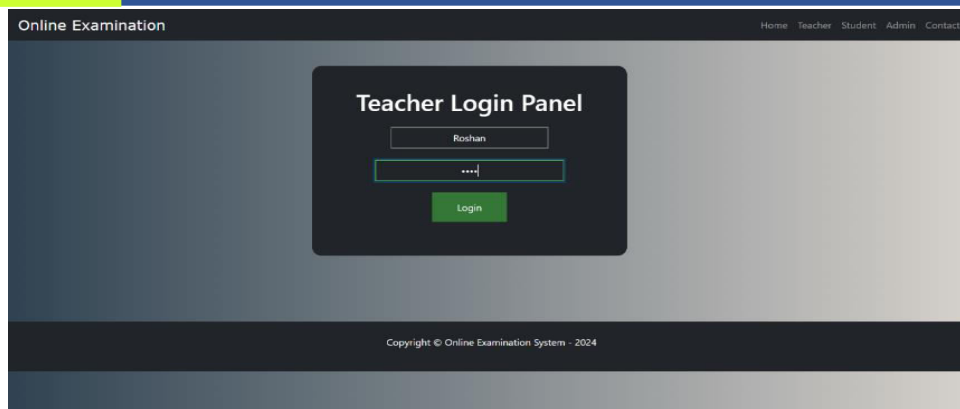 Online Examination
Home Teacher Student Admin Contact
Teacher Login Panel
Roshan
••••
Login
Copyright © Online Examination System - 2024